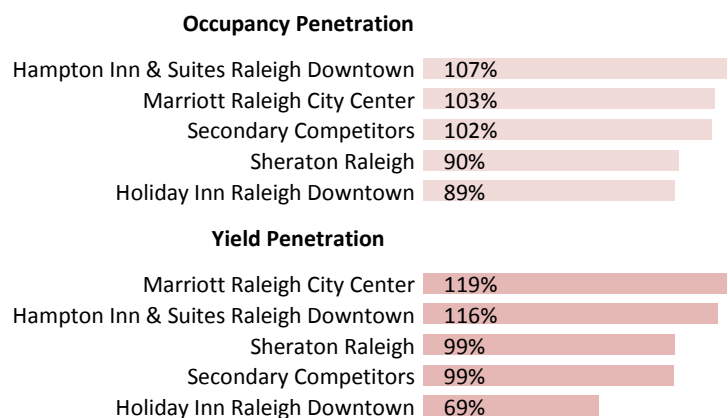 Occupancy Penetration
Hampton Inn & Suites Raleigh Downtown 107%
Marriott Raleigh City Center 103%
Secondary Competitors 102%
Sheraton Raleigh 90%
Holiday Inn Raleigh Downtown 89%
Yield Penetration
Marriott Raleigh City Center 119%
Hampton Inn & Suites Raleigh Downtown 116%
Sheraton Raleigh 99%
Secondary Competitors 99%
Holiday Inn Raleigh Downtown 69%